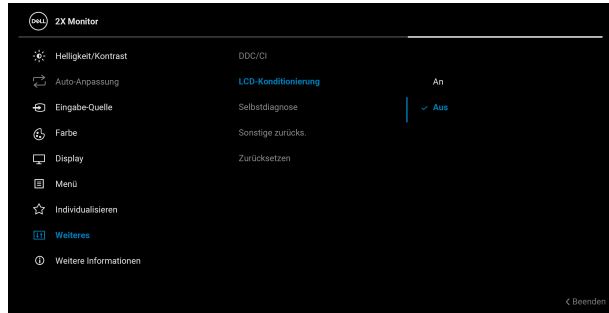 DELL 2X Monitor
Helligkeit/Kontrast DDC/CI
Auto-Anpassung LCD-Konditionierung An
Eingabe-Quelle Selbstdiagnose Aus
Farbe Sonstige zurücks.
Display Zurücksetzen
Menü
Individualisieren
Weiteres
Weitere Informationen
Beenden